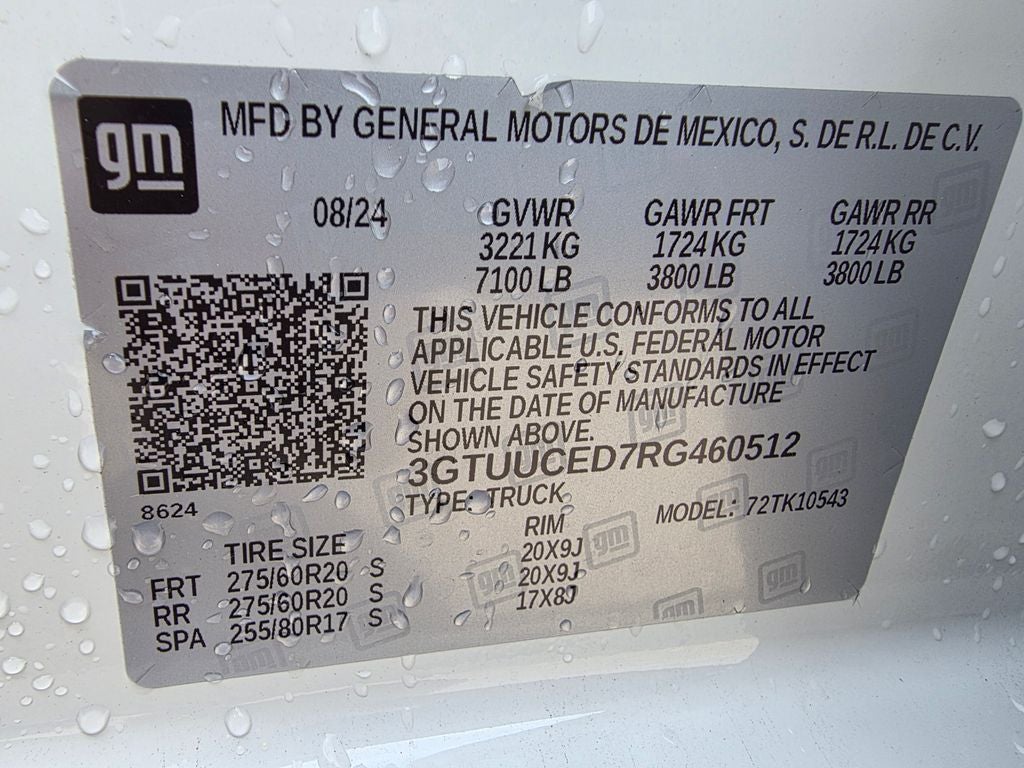 gm
MFD BY GENERAL MOTORS DE MEXICO, S. DE R.L. DE C.V.
08/24 GVWR GAWR FRT GAWR RR
3221 KG 1724 KG 1724 KG
7100 LB 3800 LB 3800 LB
THIS VEHICLE CONFORMS TO ALL
APPLICABLE U.S. FEDERAL MOTOR
VEHICLE SAFETY STANDARDS IN EFFECT
ON THE DATE OF MANUFACTURE
SHOWN ABOVE.
3GTUUCED7RG460512
TYPE: TRUCK MODEL: 72TK10543
8624
TIRE SIZE RIM
FRT 275/60R20 S 20X9J
RR 275/60R20 S 20X9J
SPA 255/80R17 S 17X8J
gm
gm
gm